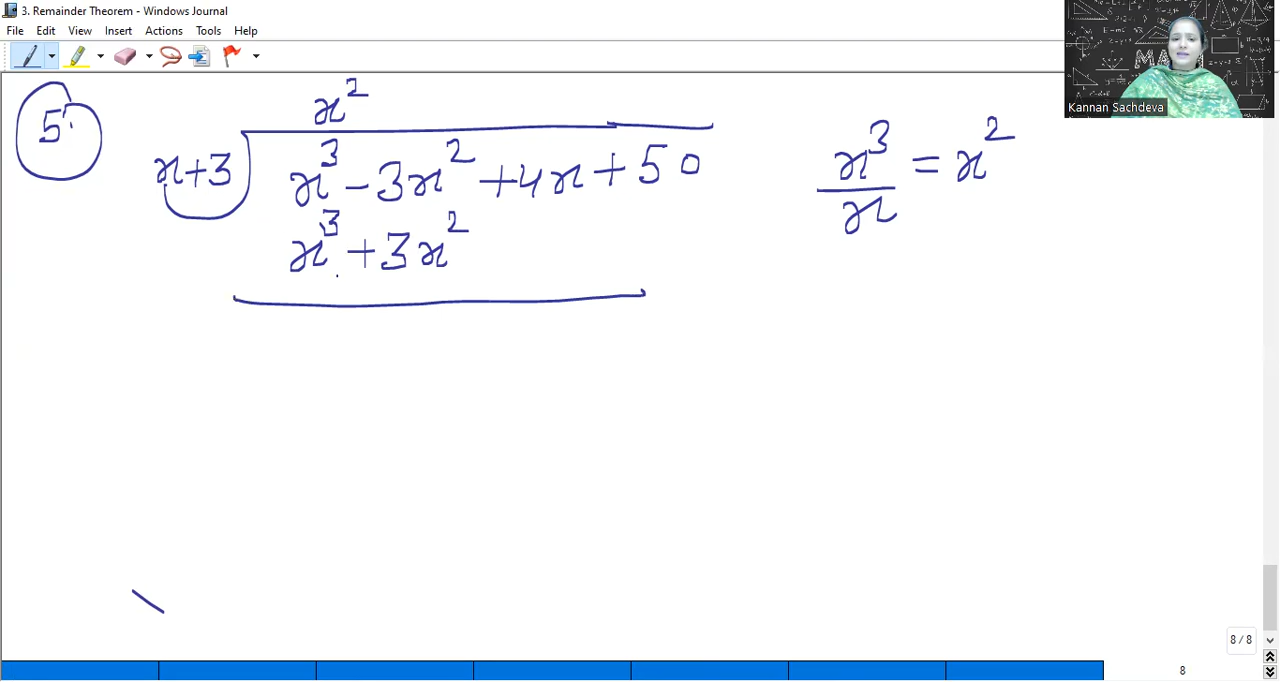 3. Remainder Theorem - Windows Journal
File Edit View Insert Actions Tools Help
Kannan Sachdeva
5.
x²
x+3 x³ - 3x² + 4x + 50
x³ + 3x²
x³/x = x²
8 / 8
8